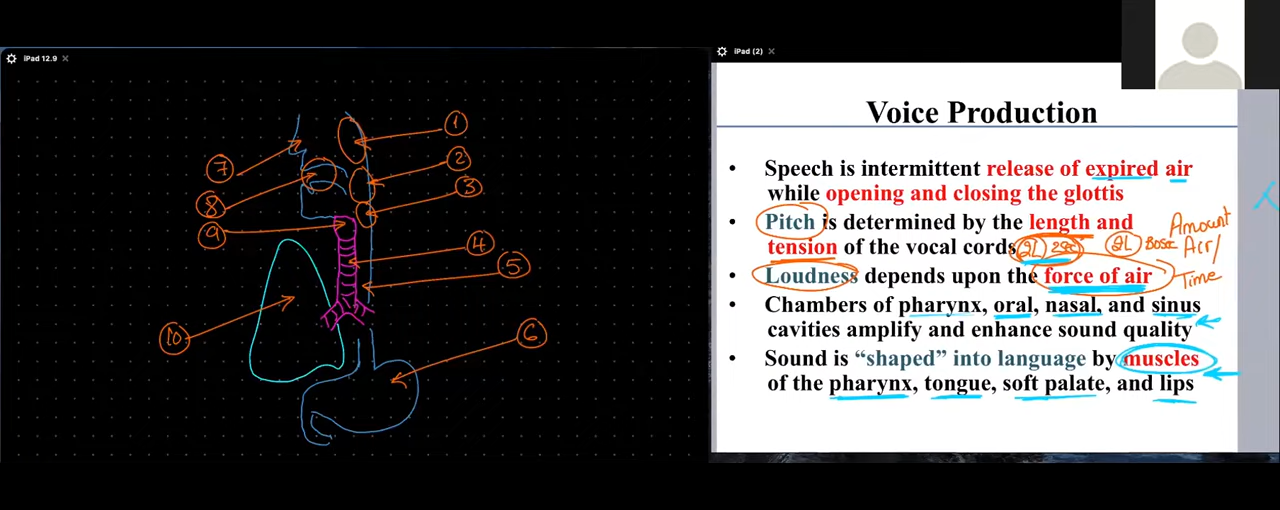 iPad 12.9
1
2
7
3
8
9
4
5
6
10
iPad (2)
Voice Production
• Speech is intermittent release of expired air
while opening and closing the glottis
• Pitch is determined by the length and
tension of the vocal cords
2L
2L
Amount
Air/
Time
• Loudness depends upon the force of air
• Chambers of pharynx, oral, nasal, and sinus
cavities amplify and enhance sound quality
• Sound is “shaped” into language by muscles
of the pharynx, tongue, soft palate, and lips